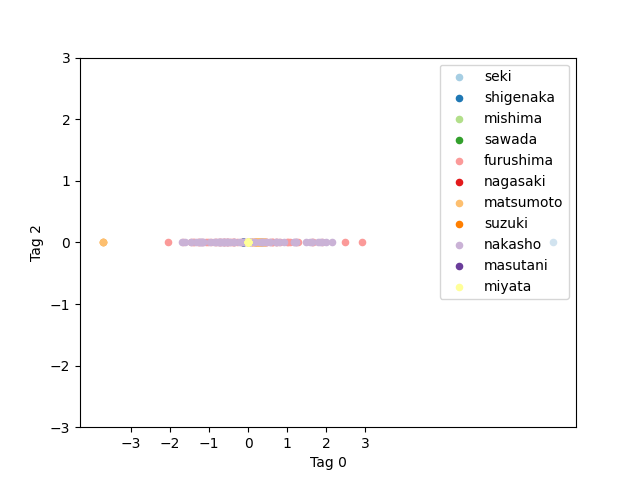 3
2
1
0
−1
−2
−3
Tag 2
−3 −2 −1 0 1 2 3
Tag 0
seki
shigenaka
mishima
sawada
furushima
nagasaki
matsumoto
suzuki
nakasho
masutani
miyata